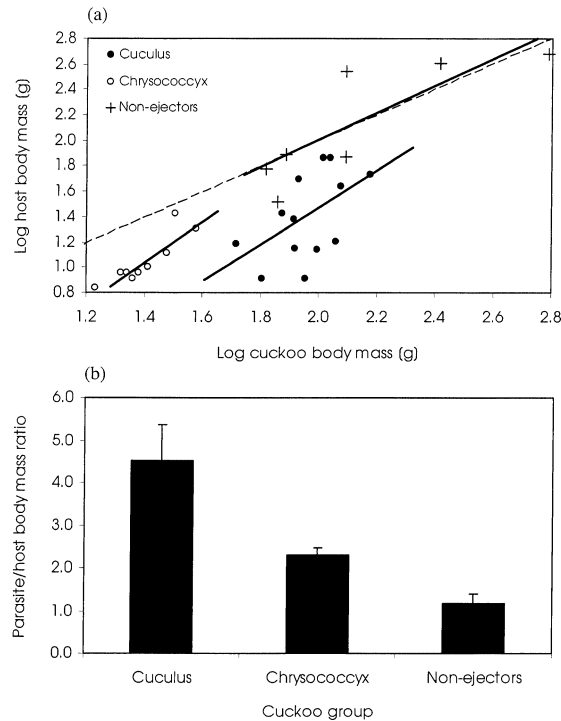 (a)
2.8
2.6
2.4
2.2
2.0
1.8
1.6
1.4
1.2
1.0
0.8
Log host body mass (g)
Cuculus
Chrysococcyx
Non-ejectors
1.2 1.4 1.6 1.8 2.0 2.2 2.4 2.6 2.8
Log cuckoo body mass (g)
(b)
6.0
5.0
4.0
3.0
2.0
1.0
0.0
Parasite/host body mass ratio
Cuculus Chrysococcyx Non-ejectors
Cuckoo group